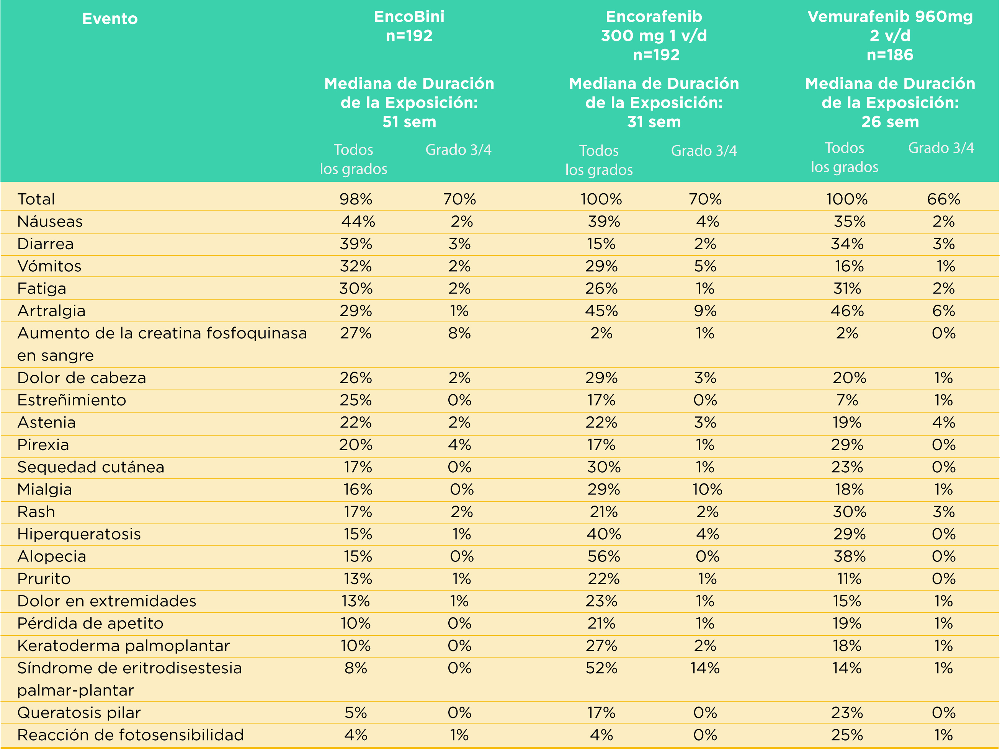 Evento EncoBini Encorafenib Vemurafenib 960mg
n=192 300 mg 1 v/d 2 v/d
n=192 n=186
Mediana de Duración Mediana de Duración Mediana de Duración
de la Exposición: de la Exposición: de la Exposición:
51 sem 31 sem 26 sem
Todos Grado 3/4 Todos Grado 3/4 Todos Grado 3/4
los grados los grados los grados
Total 98% 70% 100% 70% 100% 66%
Náuseas 44% 2% 39% 4% 35% 2%
Diarrea 39% 3% 15% 2% 34% 3%
Vómitos 32% 2% 29% 5% 16% 1%
Fatiga 30% 2% 26% 1% 31% 2%
Artralgia 29% 1% 45% 9% 46% 6%
Aumento de la creatina fosfoquinasa 27% 8% 2% 1% 2% 0%
en sangre
Dolor de cabeza 26% 2% 29% 3% 20% 1%
Estreñimiento 25% 0% 17% 0% 7% 1%
Astenia 22% 2% 22% 3% 19% 4%
Pirexia 20% 4% 17% 1% 29% 0%
Sequedad cutánea 17% 0% 30% 1% 23% 0%
Mialgia 16% 0% 29% 10% 18% 1%
Rash 17% 2% 21% 2% 30% 3%
Hiperqueratosis 15% 1% 40% 4% 29% 0%
Alopecia 15% 0% 56% 0% 38% 0%
Prurito 13% 1% 22% 1% 11% 0%
Dolor en extremidades 13% 1% 23% 1% 15% 1%
Pérdida de apetito 10% 0% 21% 1% 19% 1%
Keratoderma palmoplantar 10% 0% 27% 2% 18% 1%
Síndrome de eritrodisestesia 8% 0% 52% 14% 14% 1%
palmar-plantar
Queratosis pilar 5% 0% 17% 0% 23% 0%
Reacción de fotosensibilidad 4% 1% 4% 0% 25% 1%